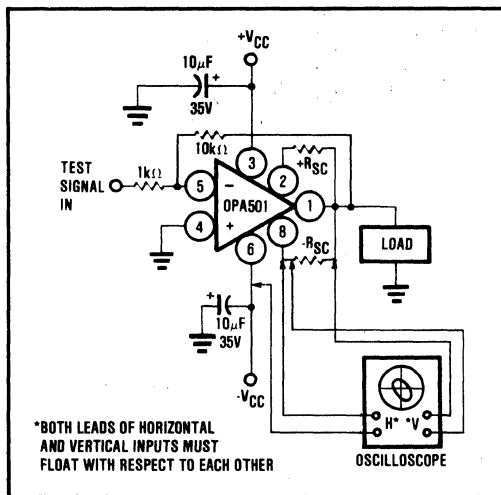 +VCC
10µF +
35V
10kΩ
+RSC
TEST
SIGNAL
IN
1kΩ
3
2
5
−
OPA501
1
4
+
8
6
-RSC
LOAD
+
10µF
35V
-VCC
H* *V
OSCILLOSCOPE
*BOTH LEADS OF HORIZONTAL
AND VERTICAL INPUTS MUST
FLOAT WITH RESPECT TO EACH OTHER